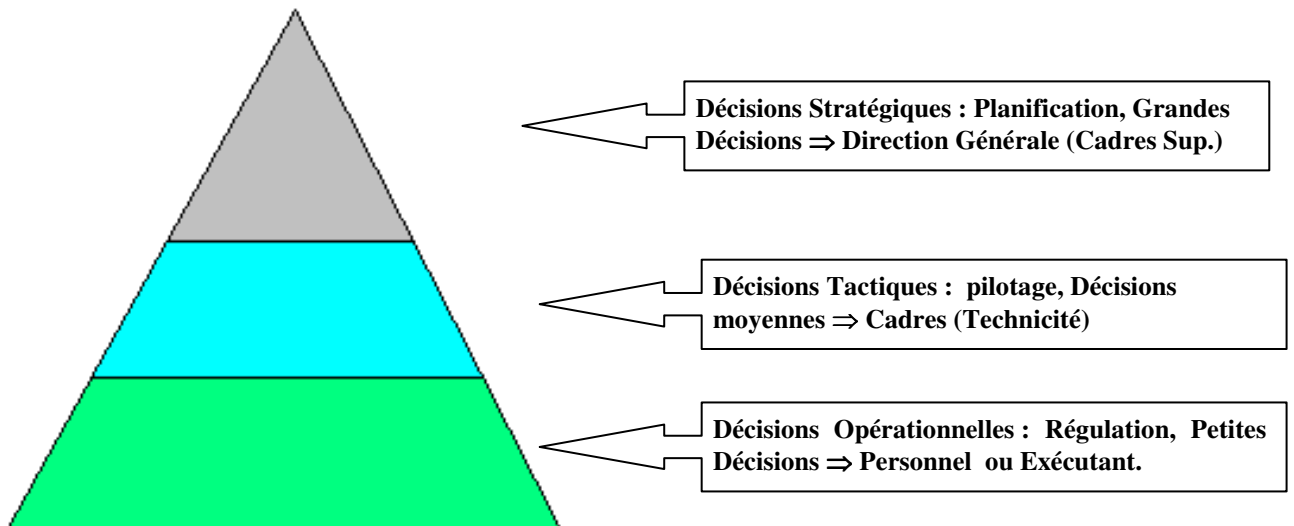 Décisions Stratégiques : Planification, Grandes
Décisions ⇒ Direction Générale (Cadres Sup.)
Décisions Tactiques : pilotage, Décisions
moyennes ⇒ Cadres (Technicité)
Décisions Opérationnelles : Régulation, Petites
Décisions ⇒ Personnel ou Exécutant.